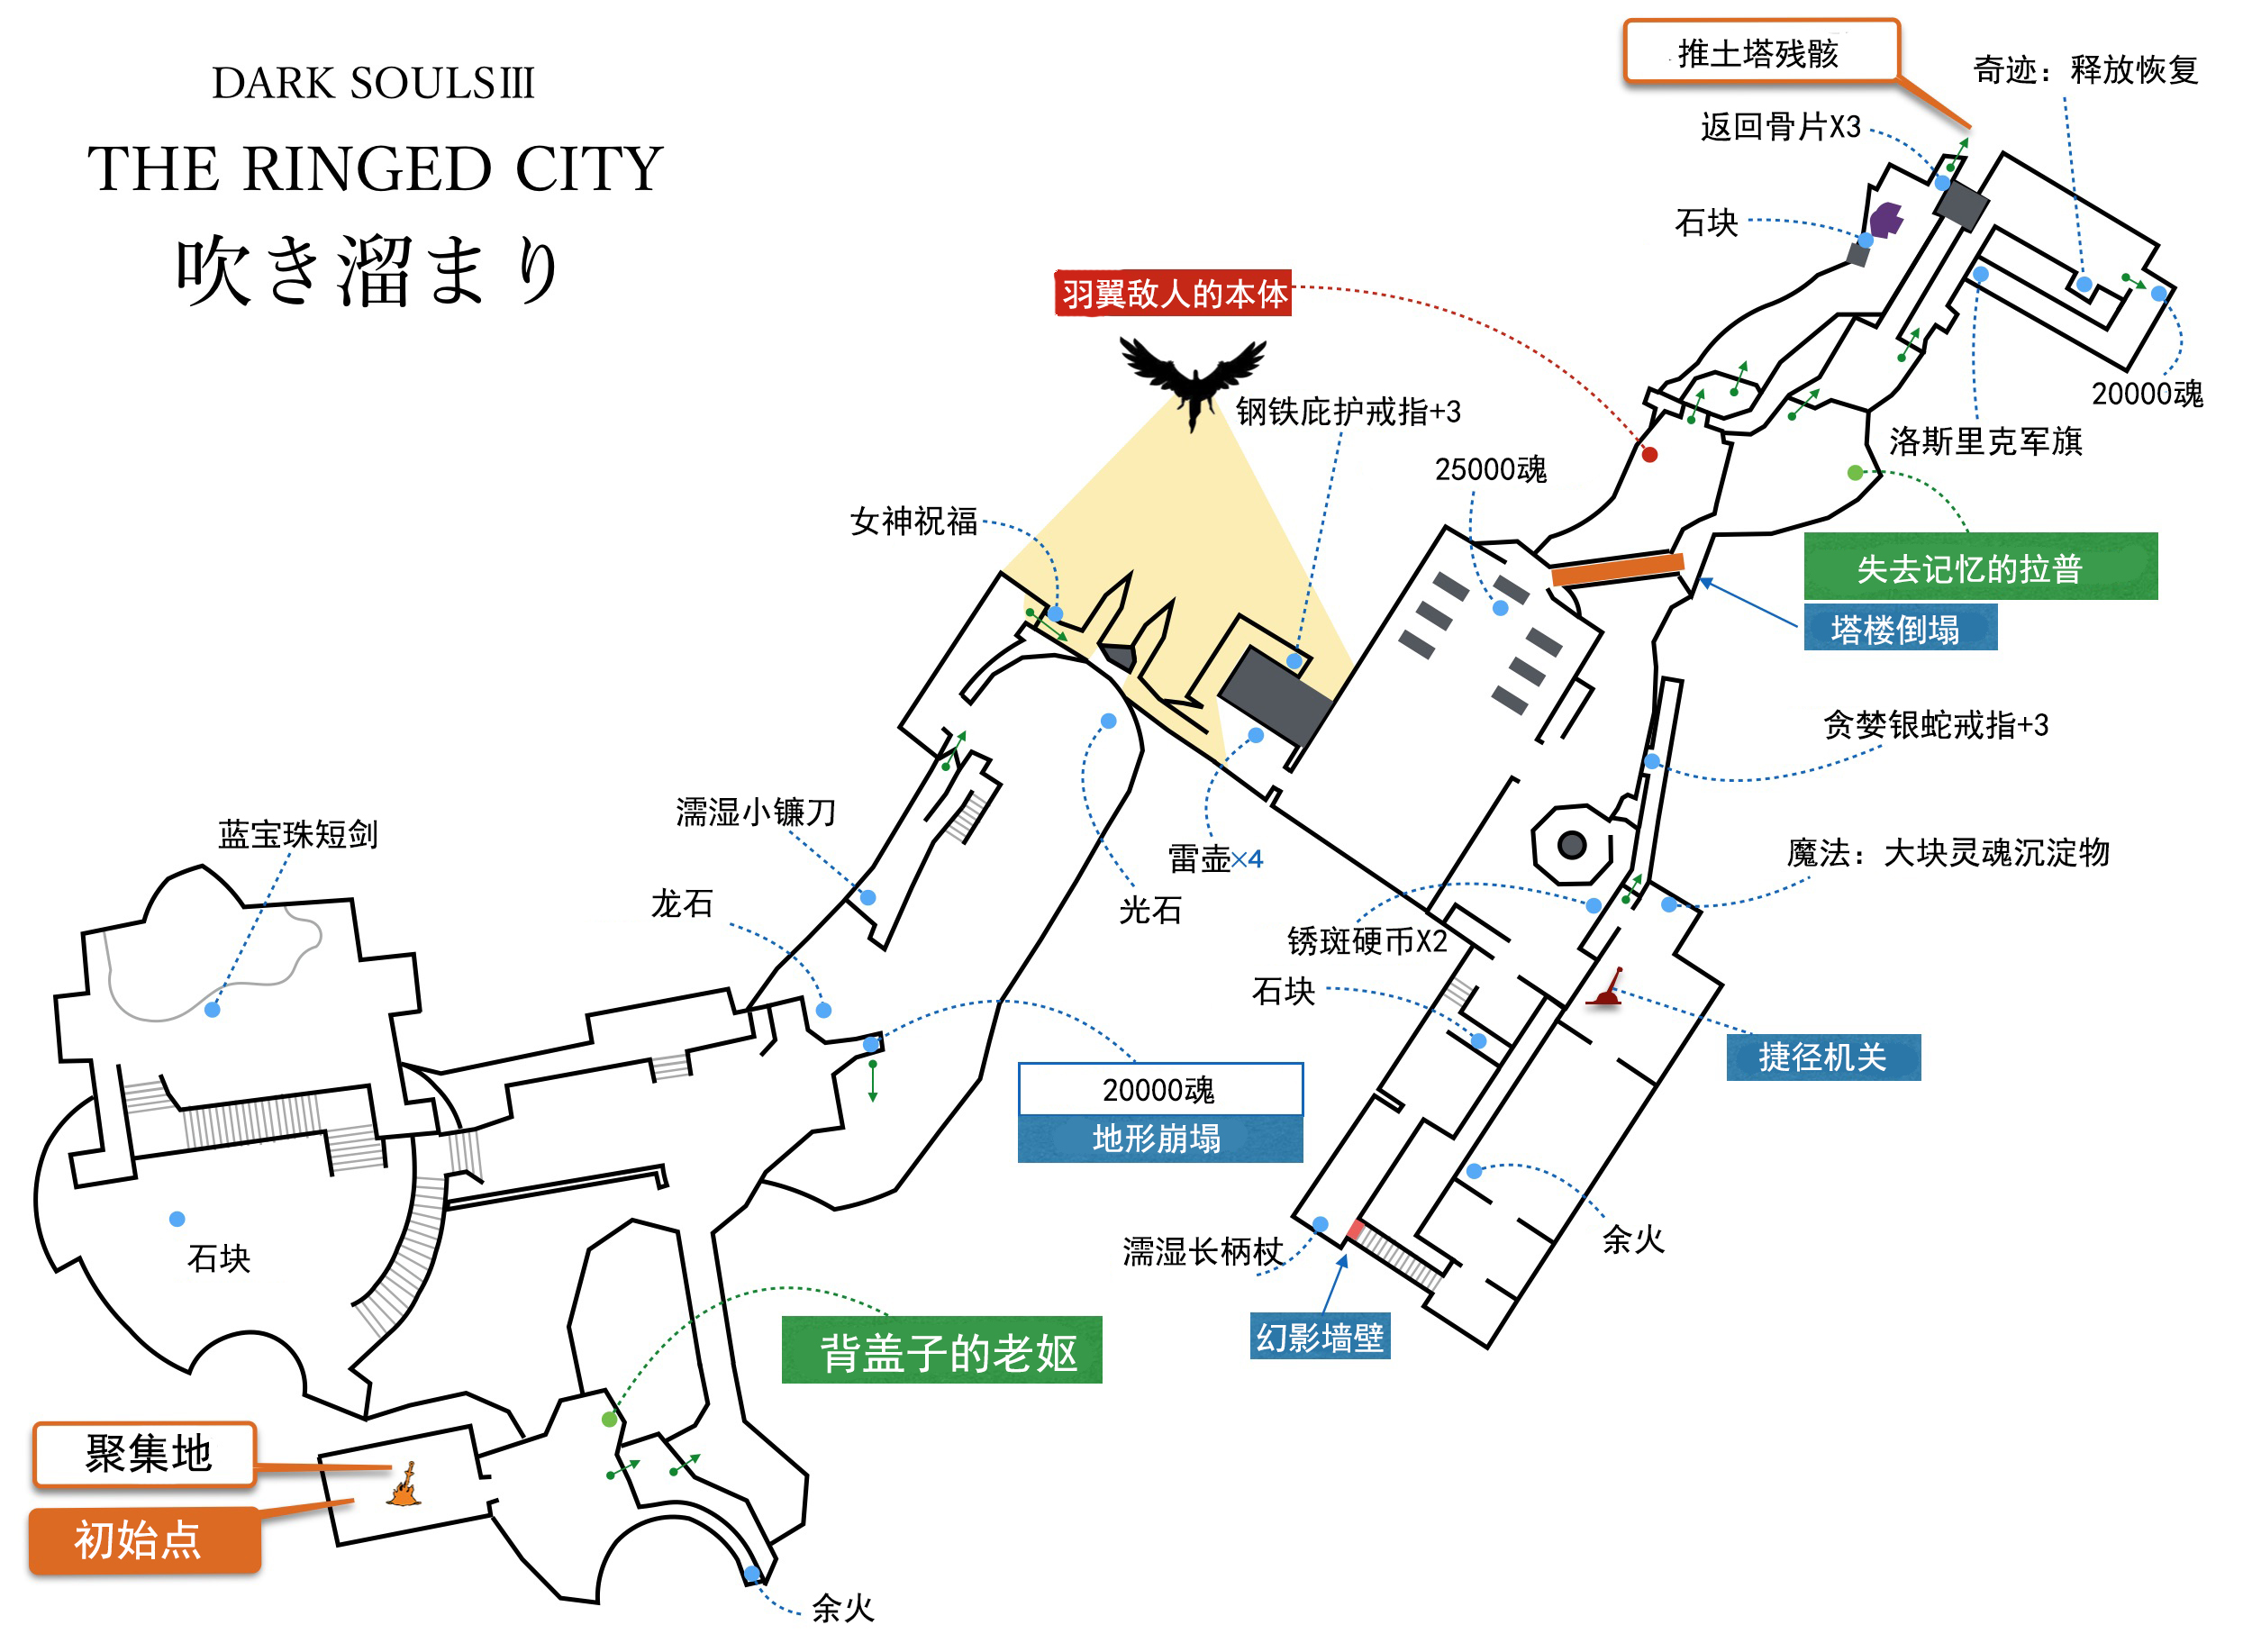 DARK SOULS III
THE RINGED CITY
吹き溜まり
推土塔残骸
奇迹：释放恢复
返回骨片X3
石块
羽翼敌人的本体
20000魂
钢铁庇护戒指+3
洛斯里克军旗
25000魂
女神祝福
失去记忆的拉普
塔楼倒塌
贪婪银蛇戒指+3
濡湿小镰刀
蓝宝珠短剑
雷壶×4
魔法：大块灵魂沉淀物
龙石
光石
锈斑硬币X2
石块
捷径机关
20000魂
地形崩塌
石块
濡湿长柄杖
余火
幻影墙壁
背盖子的老妪
聚集地
初始点
余火